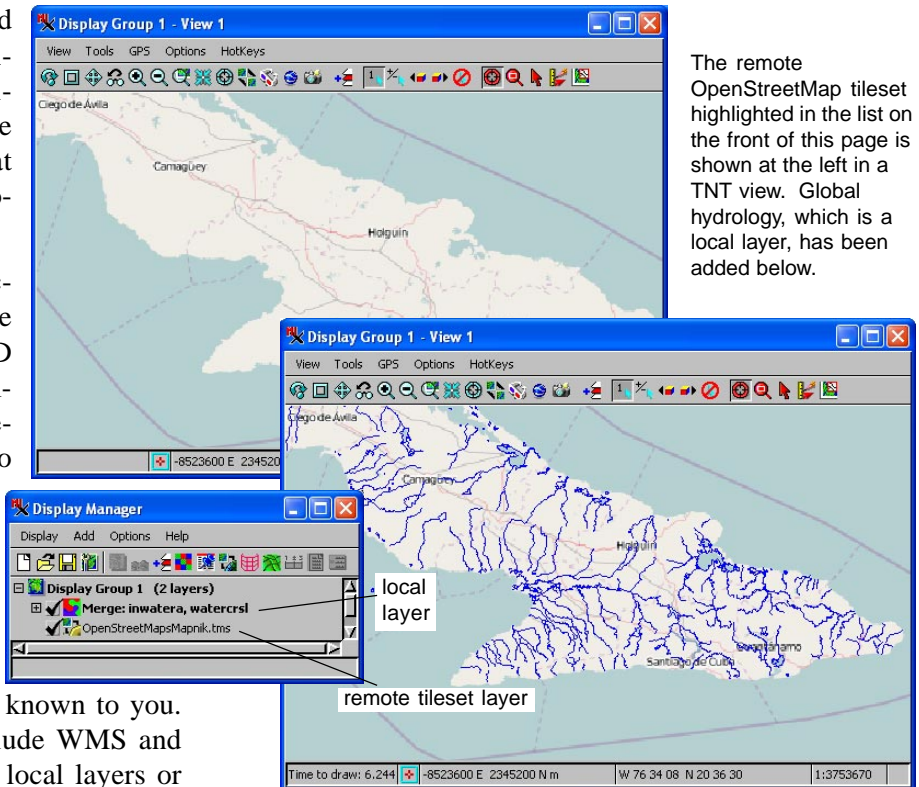 Display Group 1 - View 1
View Tools GPS Options HotKeys
Ciego de Ávila
Camagüey
Holguín
-8523600 E 2345200
The remote
OpenStreetMap tileset
highlighted in the list on
the front of this page is
shown at the left in a
TNT view. Global
hydrology, which is a
local layer, has been
added below.
Display Group 1 - View 1
View Tools GPS Options HotKeys
Ciego de Ávila
Camagüey
Holguín
Guantánamo
Santiago de Cuba
Time to draw: 6.244 -8523600 E 2345200 N m W 76 34 08 N 20 36 30 1:3753670
Display Manager
Display Add Options Help
Display Group 1 (2 layers)
Merge: inwatera, watercrsl
OpenStreetMapsMapnik.tms
local
layer
remote tileset layer
known to you.
lude WMS and
local layers or